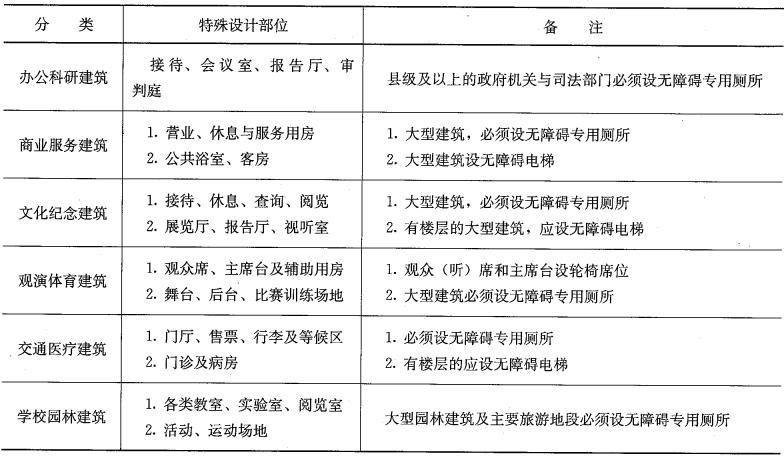 分 类 特殊设计部位 备 注
办公科研建筑
接待、会议室、报告厅、审
判庭
县级及以上的政府机关与司法部门必须设无障碍专用厕所
商业服务建筑
1. 营业、休息与服务用房
2. 公共浴室、客房
1. 大型建筑，必须设无障碍专用厕所
2. 大型建筑设无障碍电梯
文化纪念建筑
1. 接待、休息、查询、阅览
2. 展览厅、报告厅、视听室
1. 大型建筑，必须设无障碍专用厕所
2. 有楼层的大型建筑，应设无障碍电梯
观演体育建筑
1. 观众席、主席台及辅助用房
2. 舞台、后台、比赛训练场地
1. 观众（听）席和主席台设轮椅席位
2. 大型建筑必须设无障碍专用厕所
交通医疗建筑
1. 门厅、售票、行李及等候区
2. 门诊及病房
1. 必须设无障碍专用厕所
2. 有楼层的应设无障碍电梯
学校园林建筑
1. 各类教室、实验室、阅览室
2. 活动、运动场地
大型园林建筑及主要旅游地段必须设无障碍专用厕所